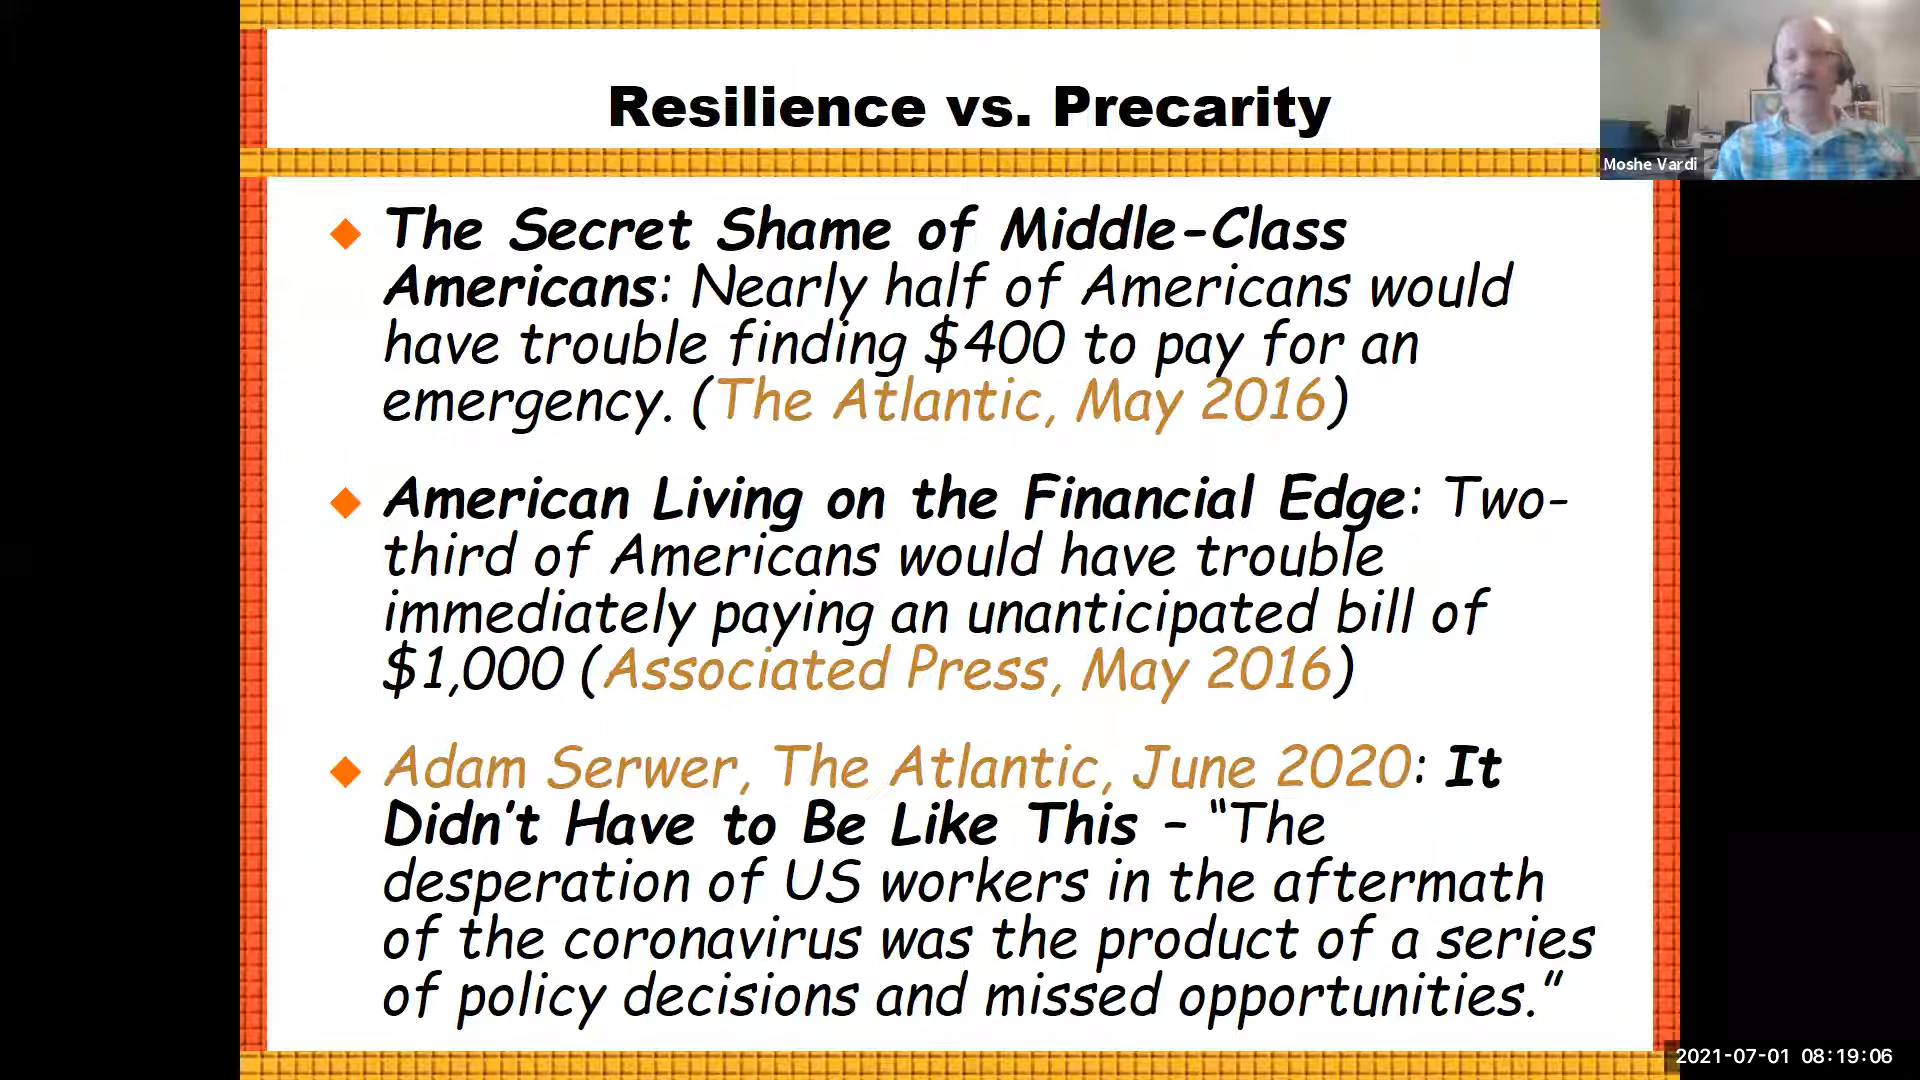 Resilience vs. Precarity
Moshe Vardi
The Secret Shame of Middle-Class
Americans: Nearly half of Americans would
have trouble finding $400 to pay for an
emergency. (The Atlantic, May 2016)
American Living on the Financial Edge: Two-
third of Americans would have trouble
immediately paying an unanticipated bill of
$1,000 (Associated Press, May 2016)
Adam Serwer, The Atlantic, June 2020: It
Didn't Have to Be Like This – “The
desperation of US workers in the aftermath
of the coronavirus was the product of a series
of policy decisions and missed opportunities.”
2021-07-01 08:19:06